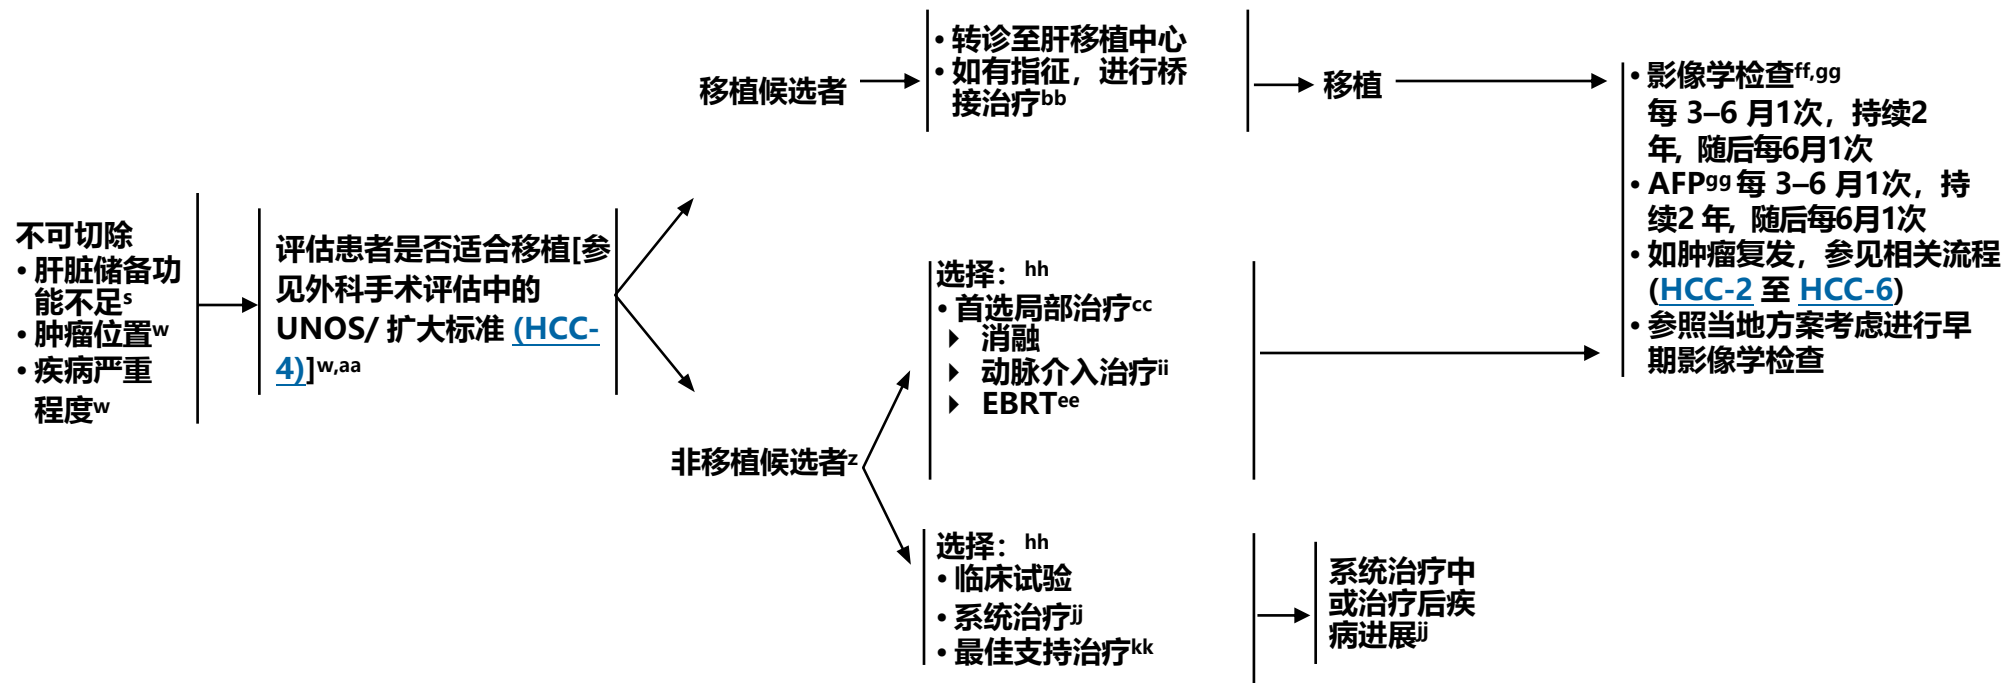 不可切除
• 肝脏储备功
能不足s
• 肿瘤位置w
• 疾病严重
程度w
评估患者是否适合移植[参
见外科手术评估中的
UNOS/ 扩大标准 (HCC-
4)]w,aa
移植候选者
• 转诊至肝移植中心
• 如有指征，进行桥
接治疗bb
移植
非移植候选者z
选择：hh
• 首选局部治疗cc
消融
动脉介入治疗ii
EBRTee
选择：hh
• 临床试验
• 系统治疗jj
• 最佳支持治疗kk
系统治疗中
或治疗后疾
病进展jj
• 影像学检查ff,gg
每 3–6 月1次，持续2
年, 随后每6月1次
• AFPgg 每 3–6 月1次，持
续2 年, 随后每6月1次
• 如肿瘤复发，参见相关流程
(HCC-2 至 HCC-6)
• 参照当地方案考虑进行早
期影像学检查